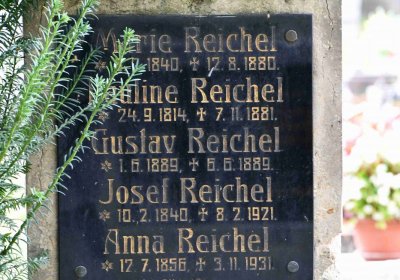 Marie Reichel
1840, ✝ 12.8.1880.
Pauline Reichel
* 24.9.1814, ✝ 7.11.1881.
Gustav Reichel
* 1.6.1889, ✝ 6.6.1889.
Josef Reichel
* 10.2.1840, ✝ 8.2.1921.
Anna Reichel
* 17.7.1856, ✝ 3.11.1931.